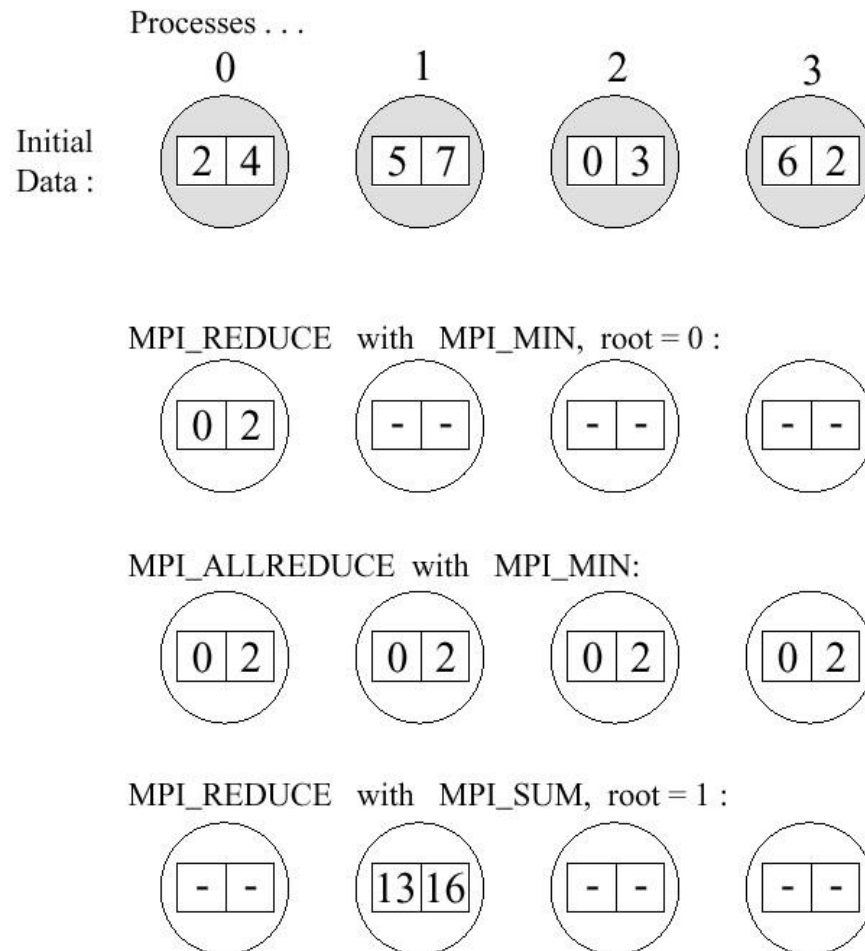 Processes . . .
0 1 2 3
Initial
Data :
2 4 5 7 0 3 6 2
MPI_REDUCE with MPI_MIN, root = 0 :
0 2 - - - - - -
MPI_ALLREDUCE with MPI_MIN:
0 2 0 2 0 2 0 2
MPI_REDUCE with MPI_SUM, root = 1 :
- - 13 16 - - - -